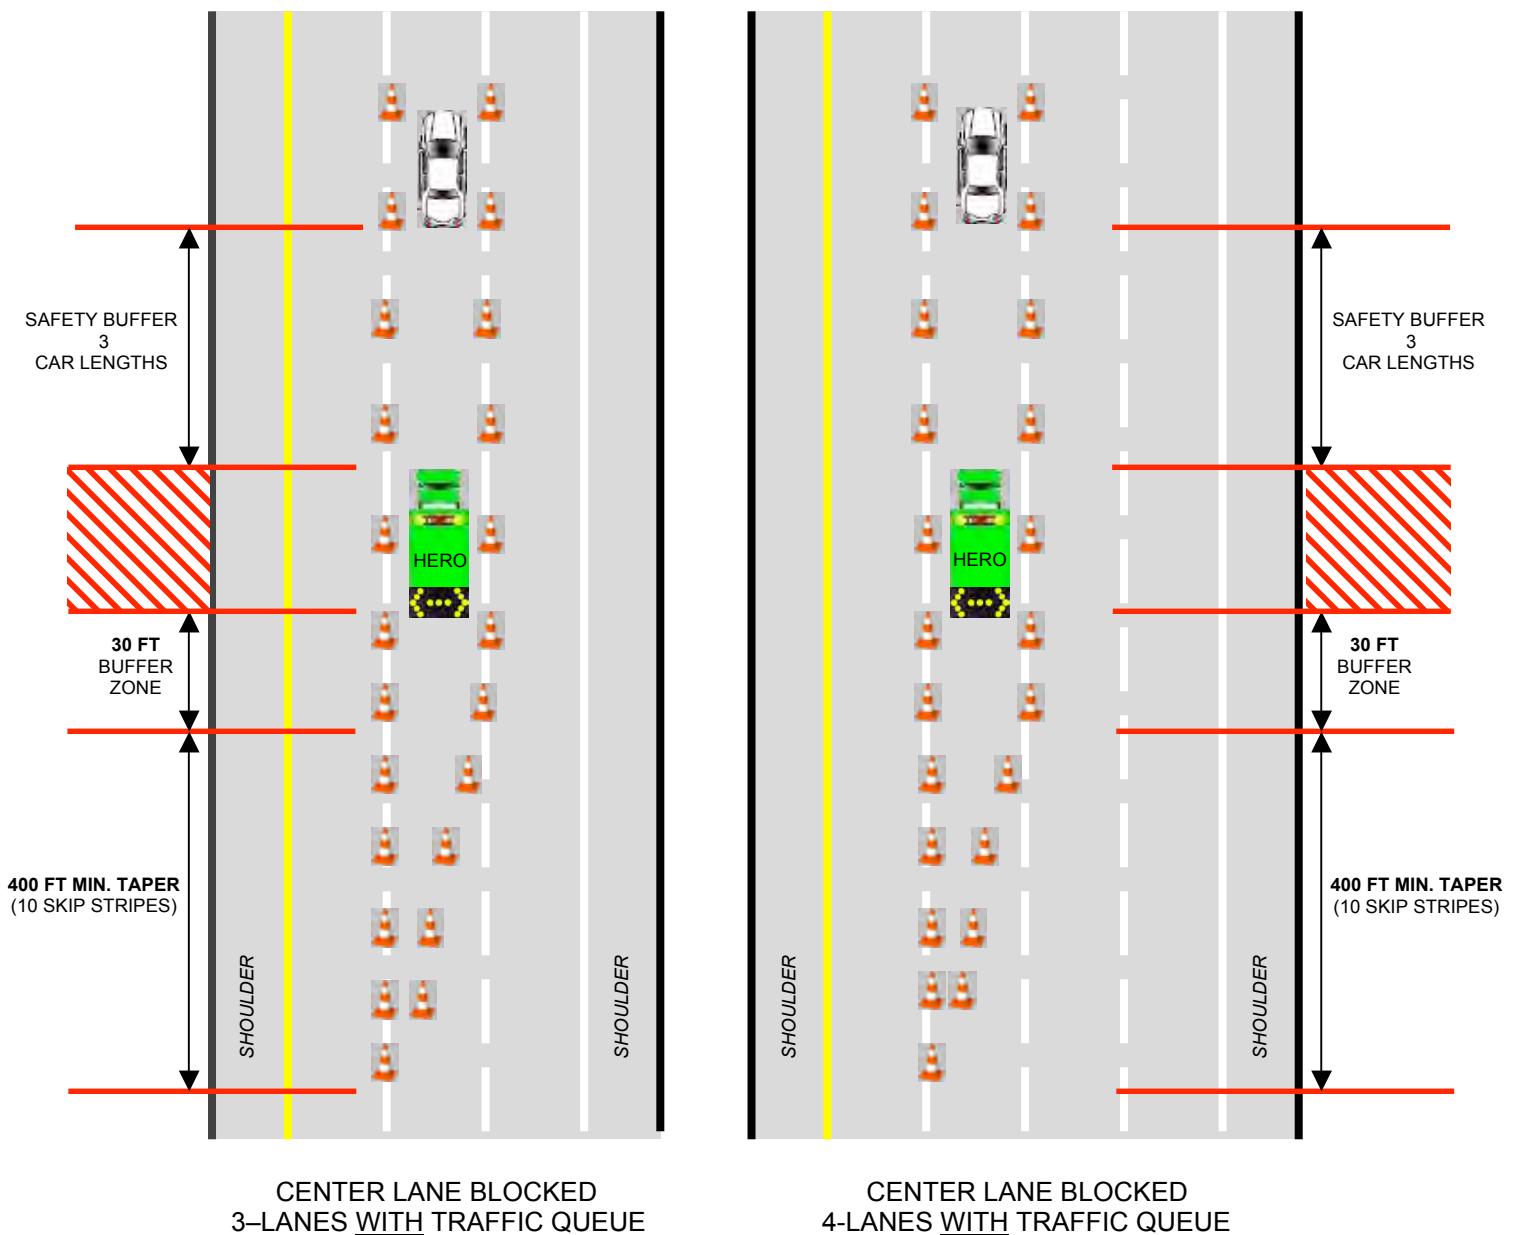 SAFETY BUFFER
3
CAR LENGTHS
HERO
30 FT
BUFFER
ZONE
400 FT MIN. TAPER
(10 SKIP STRIPES)
SHOULDER
SHOULDER
CENTER LANE BLOCKED
3–LANES WITH TRAFFIC QUEUE
SAFETY BUFFER
3
CAR LENGTHS
HERO
30 FT
BUFFER
ZONE
400 FT MIN. TAPER
(10 SKIP STRIPES)
SHOULDER
SHOULDER
CENTER LANE BLOCKED
4-LANES WITH TRAFFIC QUEUE